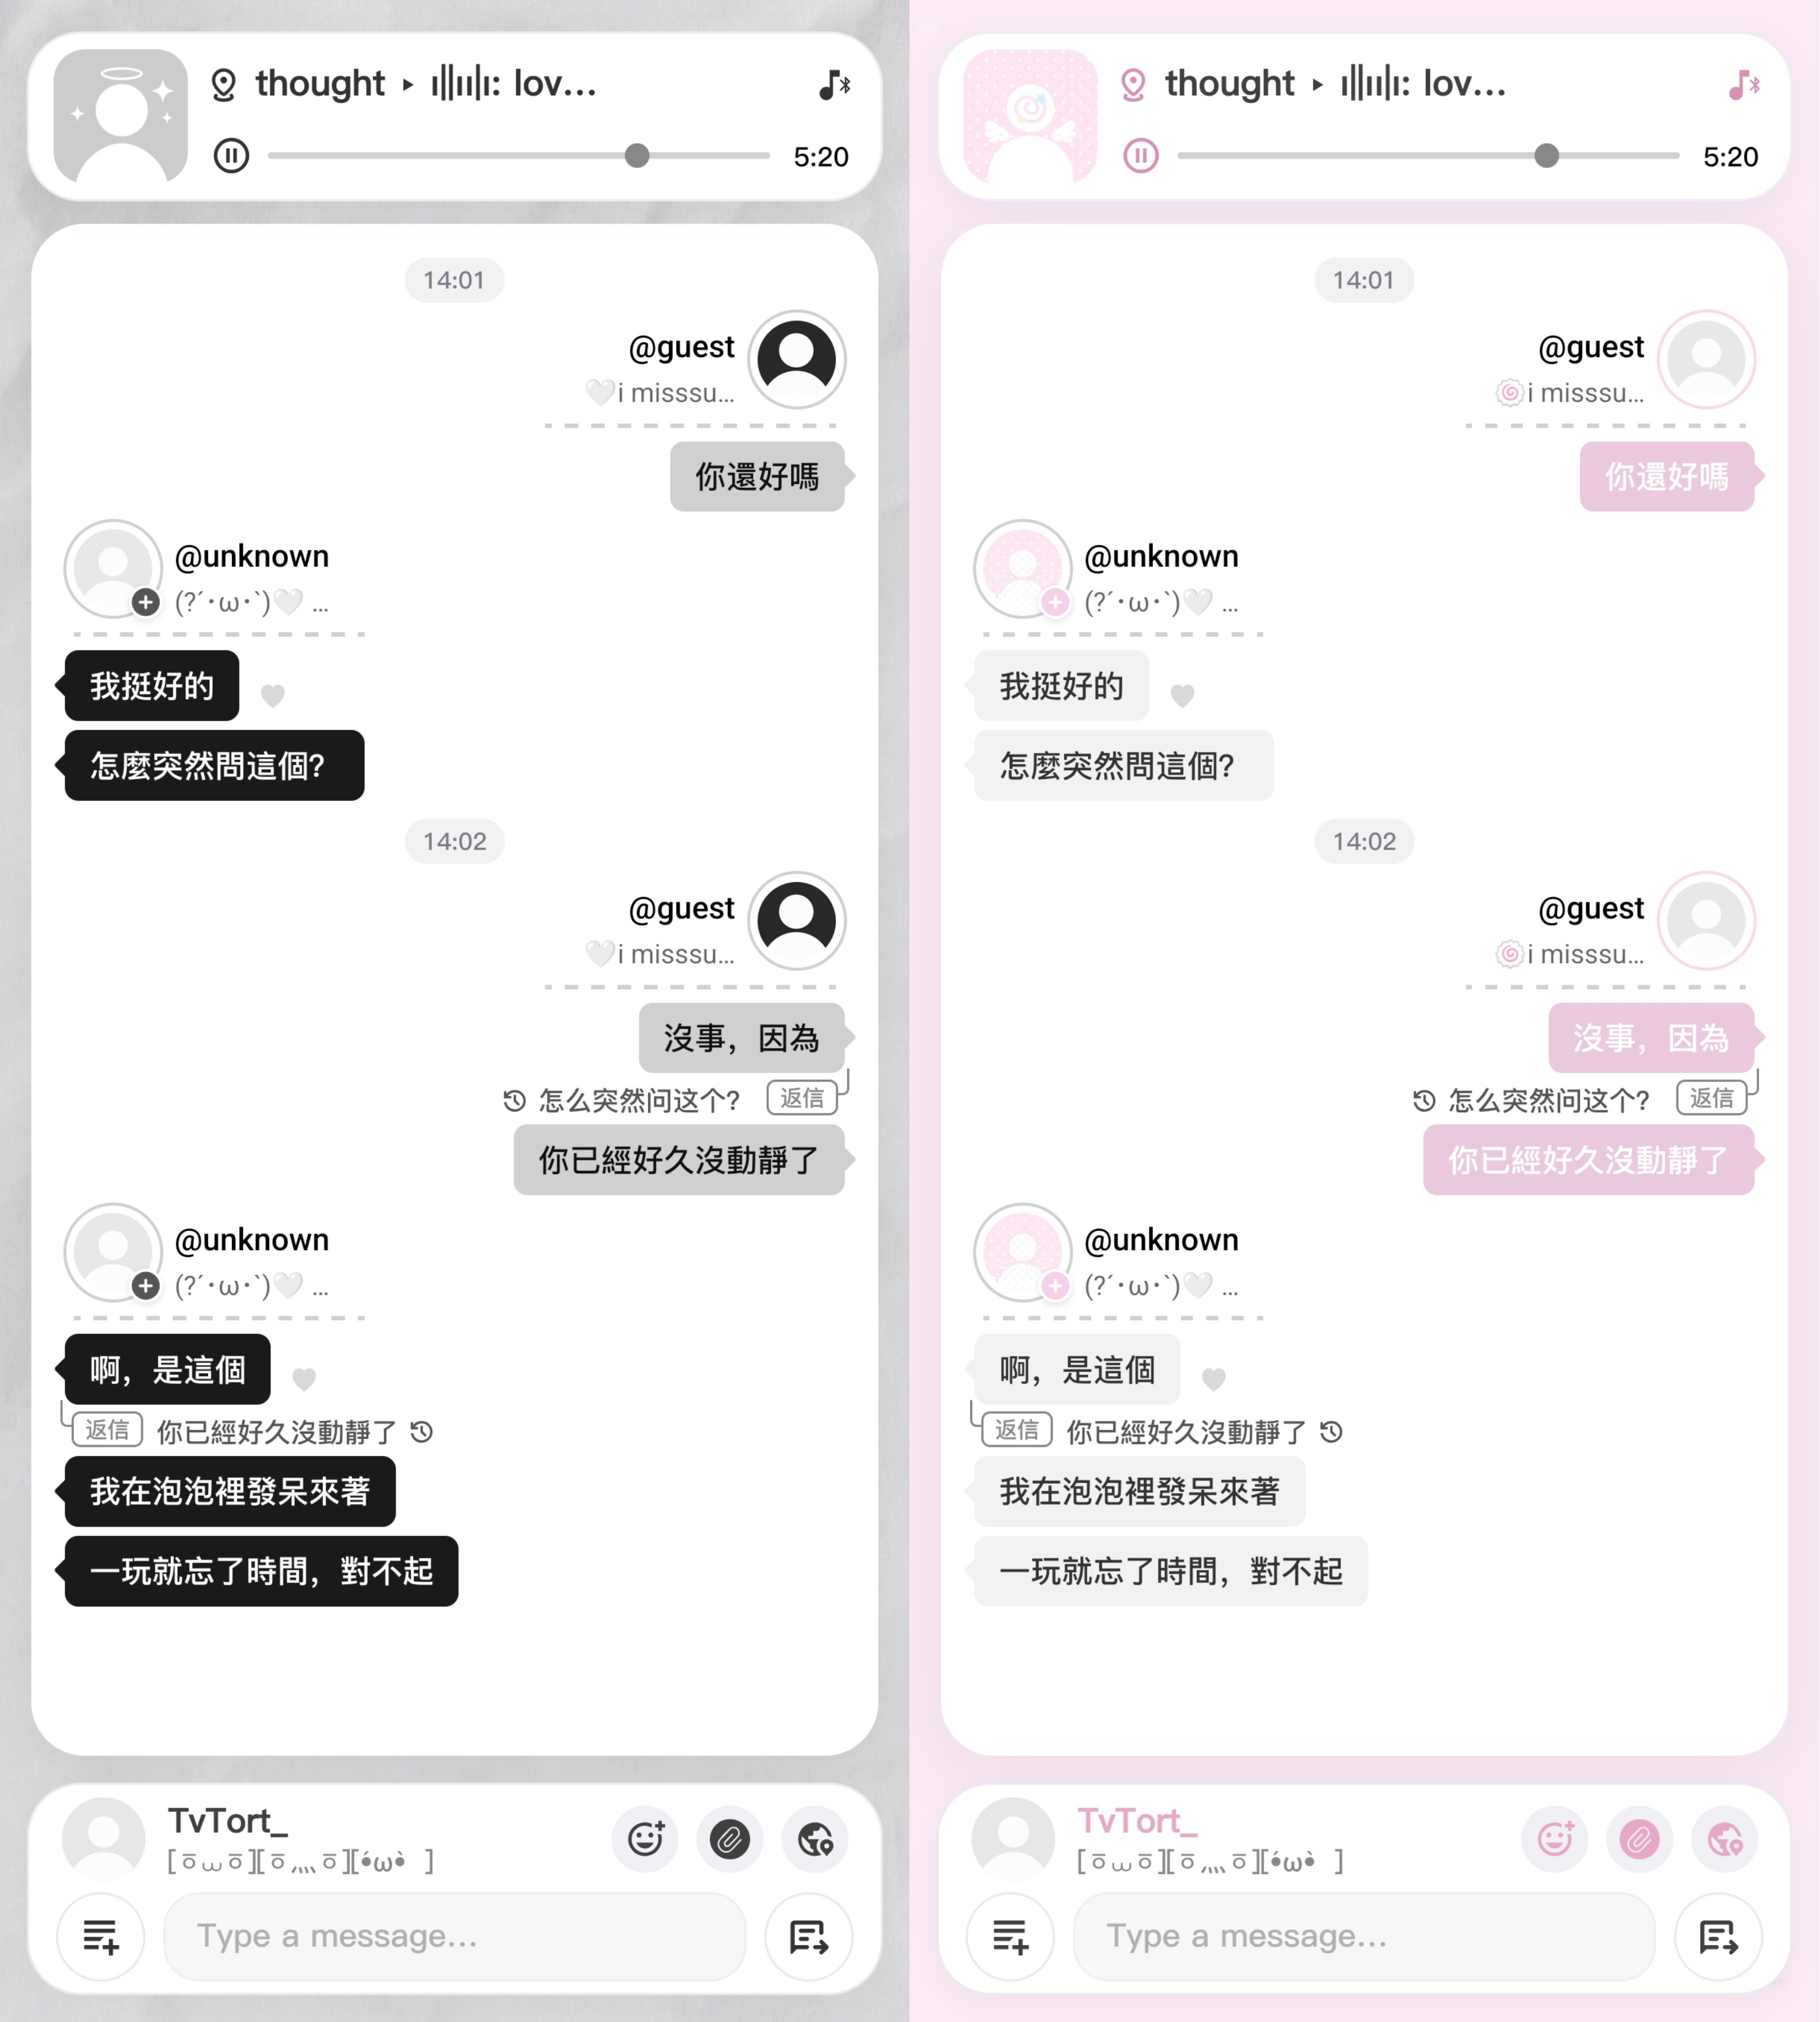 thought ▸ ı||ıı|ı: lov...
5:20
14:01
@guest
🤍i misssu...
你還好嗎
@unknown
(?´･ω･`)🤍 ...
我挺好的
怎麼突然問這個?
14:02
@guest
🤍i misssu...
沒事，因為
怎么突然问这个? 返信
你已經好久沒動靜了
@unknown
(?´･ω･`)🤍 ...
啊，是這個
返信 你已經好久沒動靜了
我在泡泡裡發呆來著
一玩就忘了時間，對不起
TvTort_
Type a message...
thought ▸ ı||ıı|ı: lov...
5:20
14:01
@guest
🍥i misssu...
你還好嗎
@unknown
(?´･ω･`)🤍 ...
我挺好的
怎麼突然問這個?
14:02
@guest
🍥i misssu...
沒事，因為
怎么突然问这个? 返信
你已經好久沒動靜了
@unknown
(?´･ω･`)🤍 ...
啊，是這個
返信 你已經好久沒動靜了
我在泡泡裡發呆來著
一玩就忘了時間，對不起
TvTort_
Type a message...